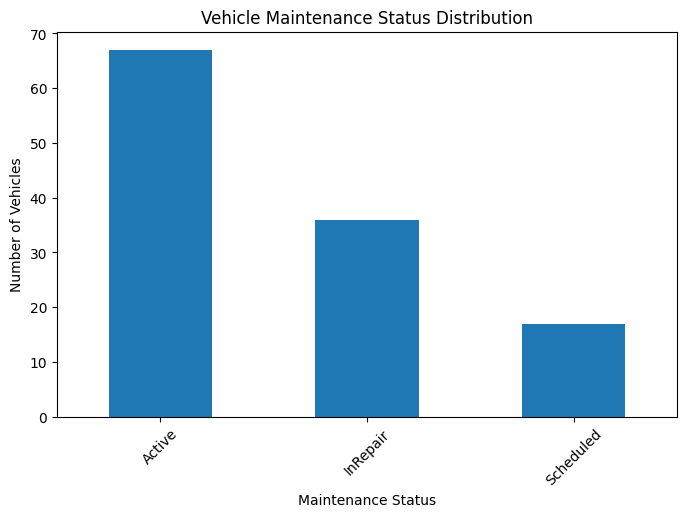 Vehicle Maintenance Status Distribution
Number of Vehicles
70
60
50
40
30
20
10
0
Active
InRepair
Scheduled
Maintenance Status